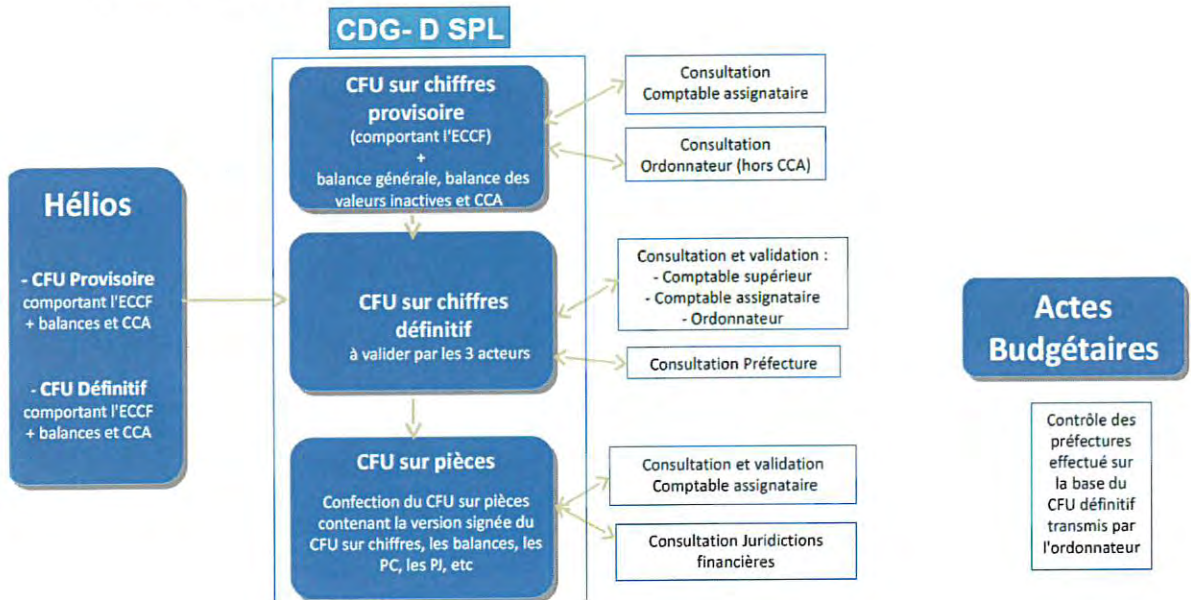 CDG- D SPL
Hélios
- CFU Provisoire
comportant l'ECCF
+ balances et CCA
- CFU Définitif
comportant l'ECCF
+ balances et CCA
CFU sur chiffres
provisoire
(comportant l'ECCF)
+
balance générale, balance des
valeurs inactives et CCA
Consultation
Comptable assignataire
Consultation
Ordonnateur (hors CCA)
CFU sur chiffres
définitif
à valider par les 3 acteurs
Consultation et validation :
- Comptable supérieur
- Comptable assignataire
- Ordonnateur
Consultation Préfecture
CFU sur pièces
Confection du CFU sur pièces
contenant la version signée du
CFU sur chiffres, les balances, les
PC, les PJ, etc
Consultation et validation
Comptable assignataire
Consultation Juridictions
financières
Actes
Budgétaires
Contrôle des
préfectures
effectué sur
la base du
CFU définitif
transmis par
l'ordonnateur